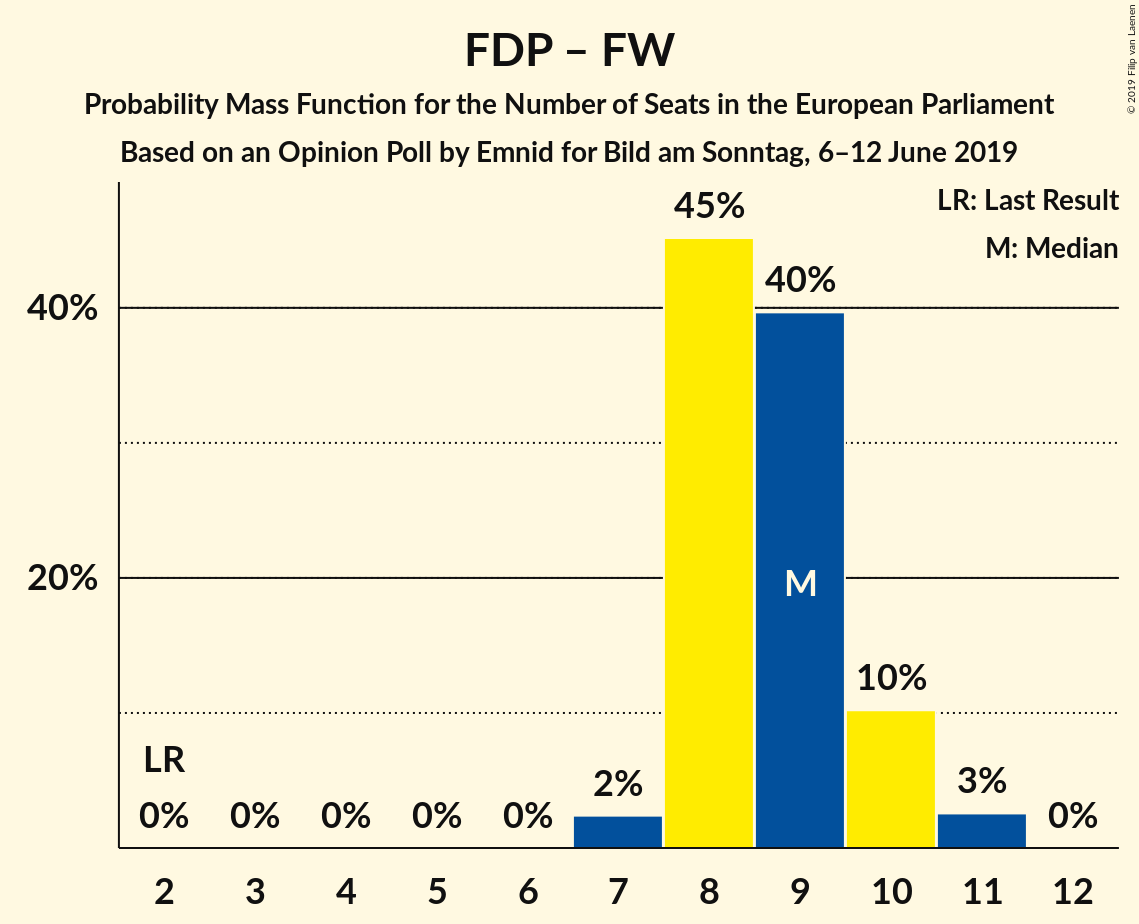 FDP – FW
Probability Mass Function for the Number of Seats in the European Parliament
Based on an Opinion Poll by Emnid for Bild am Sonntag, 6–12 June 2019
© 2019 Filip van Laenen
LR: Last Result
M: Median
45%
40%
40%
20%
M
10%
LR
0% 0% 0% 0% 0% 2% 3% 0%
2 3 4 5 6 7 8 9 10 11 12